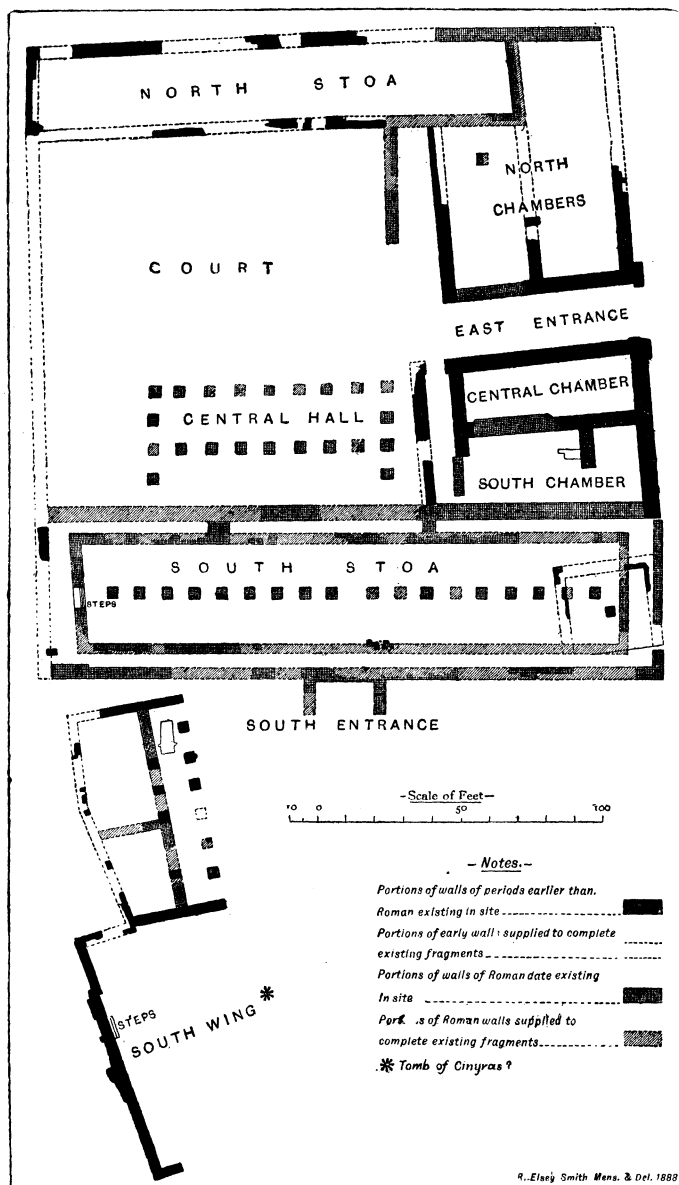 NORTH STOA
NORTH
CHAMBERS
COURT
EAST ENTRANCE
CENTRAL CHAMBER
CENTRAL HALL
SOUTH CHAMBER
SOUTH STOA
STEPS
SOUTH ENTRANCE
-Scale of Feet-
10 0 50 100
- Notes.-
Portions of walls of periods earlier than.
Roman existing in site
Portions of early wall supplied to complete
existing fragments
Portions of walls of Roman date existing
In site
of Roman walls supplied to
complete existing fragments
* Tomb of Cinyras?
STEPS
SOUTH WING *
R. Elsey Smith Mens. & Del. 1888